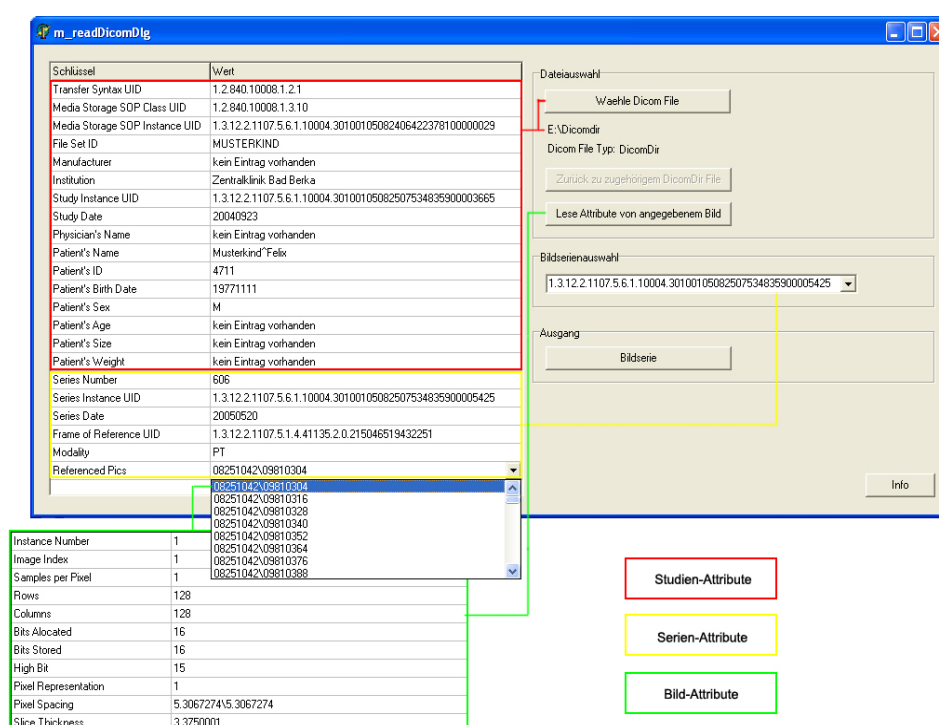 m_readDicomDlg
Schlüssel Wert
Transfer Syntax UID 1.2.840.10008.1.2.1
Media Storage SOP Class UID 1.2.840.10008.1.3.10
Media Storage SOP Instance UID 1.3.12.2.1107.5.6.1.10004.30100105082406422378100000029
File Set ID MUSTERKIND
Manufacturer kein Eintrag vorhanden
Institution Zentralklinik Bad Berka
Study Instance UID 1.3.12.2.1107.5.6.1.10004.30100105082507534835900003665
Study Date 20040923
Physician's Name kein Eintrag vorhanden
Patient's Name Musterkind^Felix
Patient's ID 4711
Patient's Birth Date 19771111
Patient's Sex M
Patient's Age kein Eintrag vorhanden
Patient's Size kein Eintrag vorhanden
Patient's Weight kein Eintrag vorhanden
Series Number 606
Series Instance UID 1.3.12.2.1107.5.6.1.10004.30100105082507534835900005425
Series Date 20050520
Frame of Reference UID 1.3.12.2.1107.5.1.4.41135.2.0.215046519432251
Modality PT
Referenced Pics 08251042\09810304
08251042\09810304
08251042\09810316
08251042\09810328
08251042\09810340
08251042\09810352
08251042\09810364
08251042\09810376
08251042\09810388
Dateiauswahl
Waehle Dicom File
E:\Dicomdir
Dicom File Typ: DicomDir
Zurück zu zugehörigem DicomDir File
Lese Attribute von angegebenem Bild
Bildserienauswahl
1.3.12.2.1107.5.6.1.10004.30100105082507534835900005425
Ausgang
Bildserie
Info
Instance Number 1
Image Index 1
Samples per Pixel 1
Rows 128
Columns 128
Bits Alocated 16
Bits Stored 16
High Bit 15
Pixel Representation 1
Pixel Spacing 5.3067274\5.3067274
Slice Thickness 3.3750001
Studien-Attribute
Serien-Attribute
Bild-Attribute